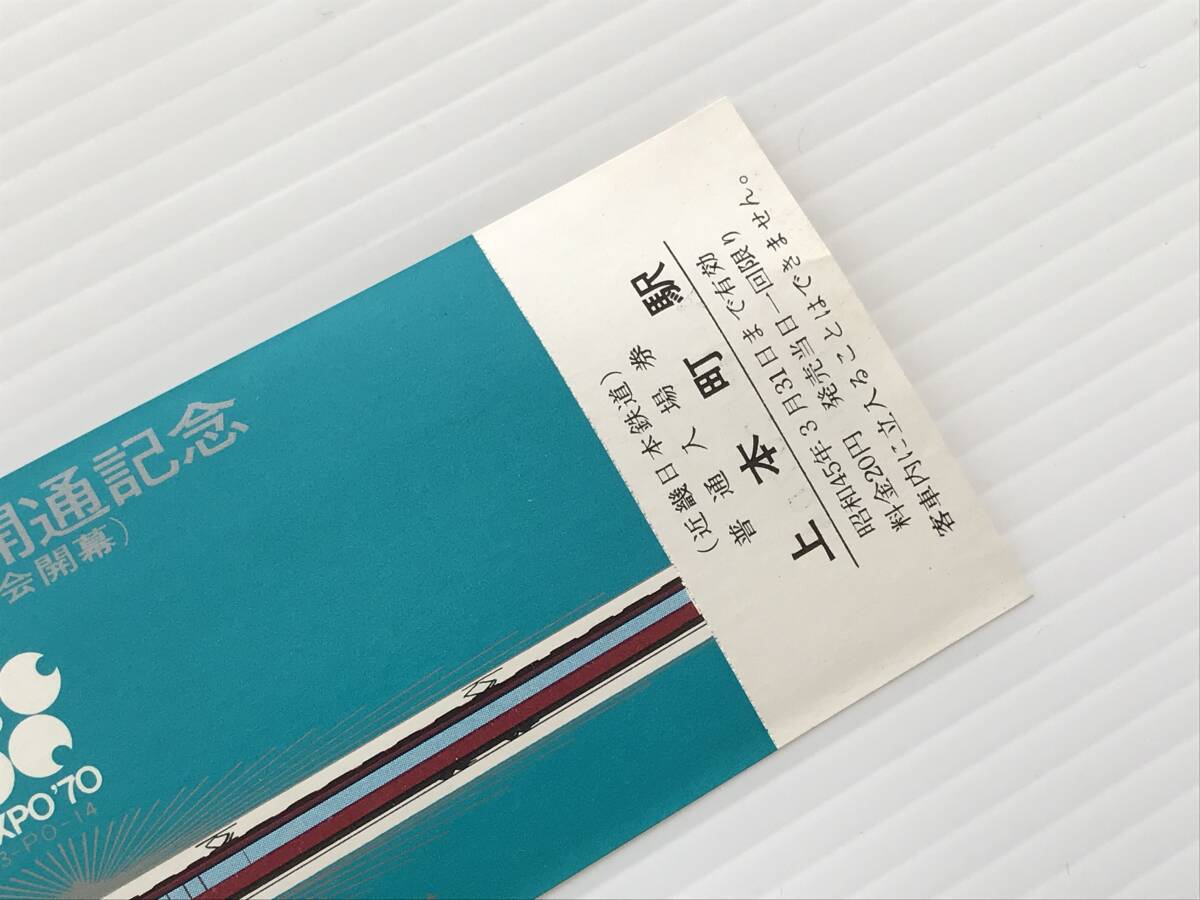 開通記念
会開幕)
XPO'70
3-PO-14
(近畿日本鉄道)
普通入場券
上本町駅
昭和45年3月31日まで有効
料金20円 発売当日一回限り
客車内に立入ることはできません。